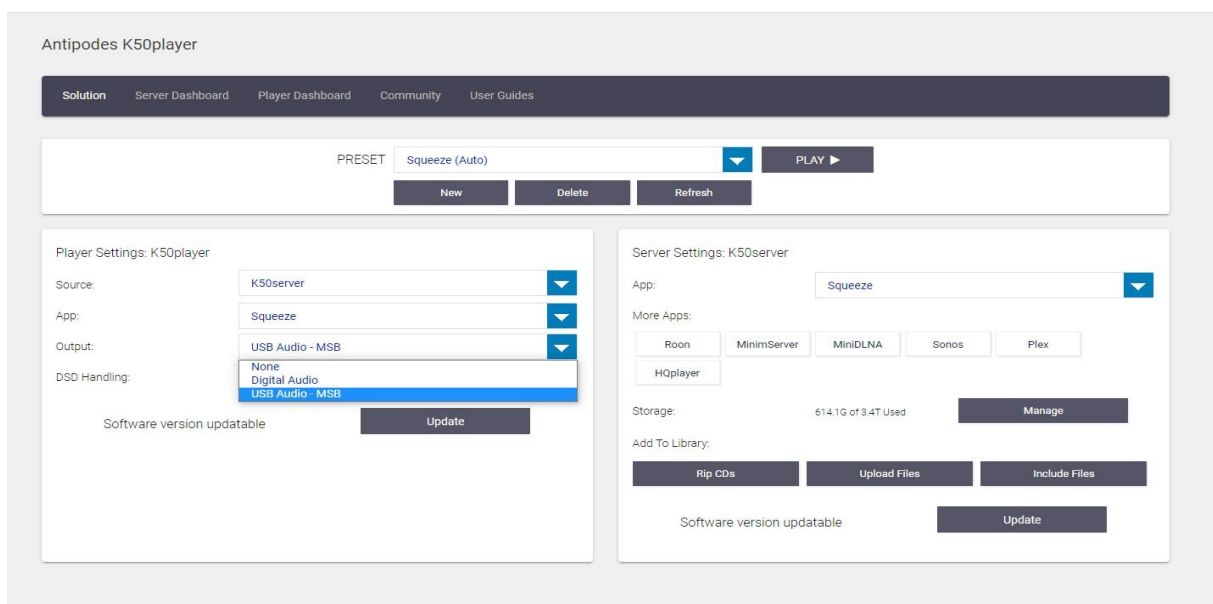 Antipodes K50player
Solution Server Dashboard Player Dashboard Community User Guides
PRESET Squeeze (Auto) PLAY ▶
New Delete Refresh
Player Settings: K50player
Source: K50server
App: Squeeze
Output: USB Audio - MSB
None
Digital Audio
USB Audio - MSB
DSD Handling:
Software version updatable Update
Server Settings: K50server
App: Squeeze
More Apps:
Roon MinimServer MiniDLNA Sonos Plex
HQplayer
Storage: 614.1G of 3.4T Used Manage
Add To Library:
Rip CDs Upload Files Include Files
Software version updatable Update